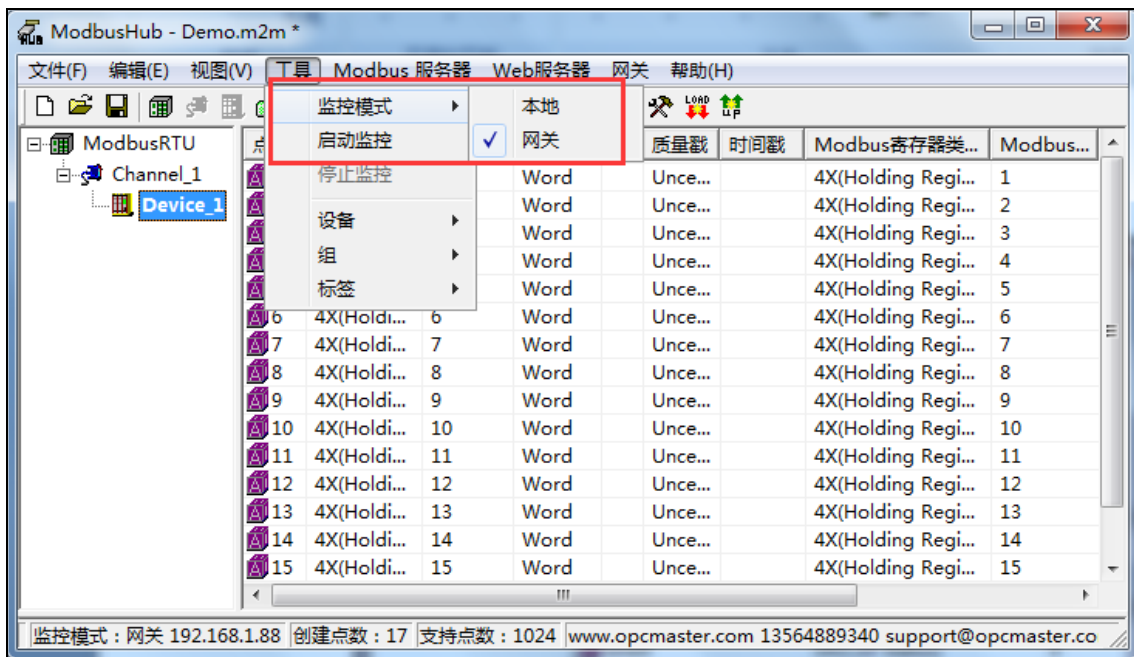 ModbusHub - Demo.m2m *
文件(F) 编辑(E) 视图(V) 工具 Modbus 服务器 Web服务器 网关 帮助(H)
LOAD UP
监控模式 本地
启动监控 网关
停止监控
设备
组
标签
ModbusRTU
Channel_1
Device_1
质量戳 时间戳 Modbus寄存器类... Modbus...
Word Unce... 4X(Holding Regi... 1
Word Unce... 4X(Holding Regi... 2
Word Unce... 4X(Holding Regi... 3
Word Unce... 4X(Holding Regi... 4
Word Unce... 4X(Holding Regi... 5
6 4X(Holdi... 6 Word Unce... 4X(Holding Regi... 6
7 4X(Holdi... 7 Word Unce... 4X(Holding Regi... 7
8 4X(Holdi... 8 Word Unce... 4X(Holding Regi... 8
9 4X(Holdi... 9 Word Unce... 4X(Holding Regi... 9
10 4X(Holdi... 10 Word Unce... 4X(Holding Regi... 10
11 4X(Holdi... 11 Word Unce... 4X(Holding Regi... 11
12 4X(Holdi... 12 Word Unce... 4X(Holding Regi... 12
13 4X(Holdi... 13 Word Unce... 4X(Holding Regi... 13
14 4X(Holdi... 14 Word Unce... 4X(Holding Regi... 14
15 4X(Holdi... 15 Word Unce... 4X(Holding Regi... 15
监控模式：网关 192.168.1.88 创建点数：17 支持点数：1024 www.opcmaster.com 13564889340 support@opcmaster.co